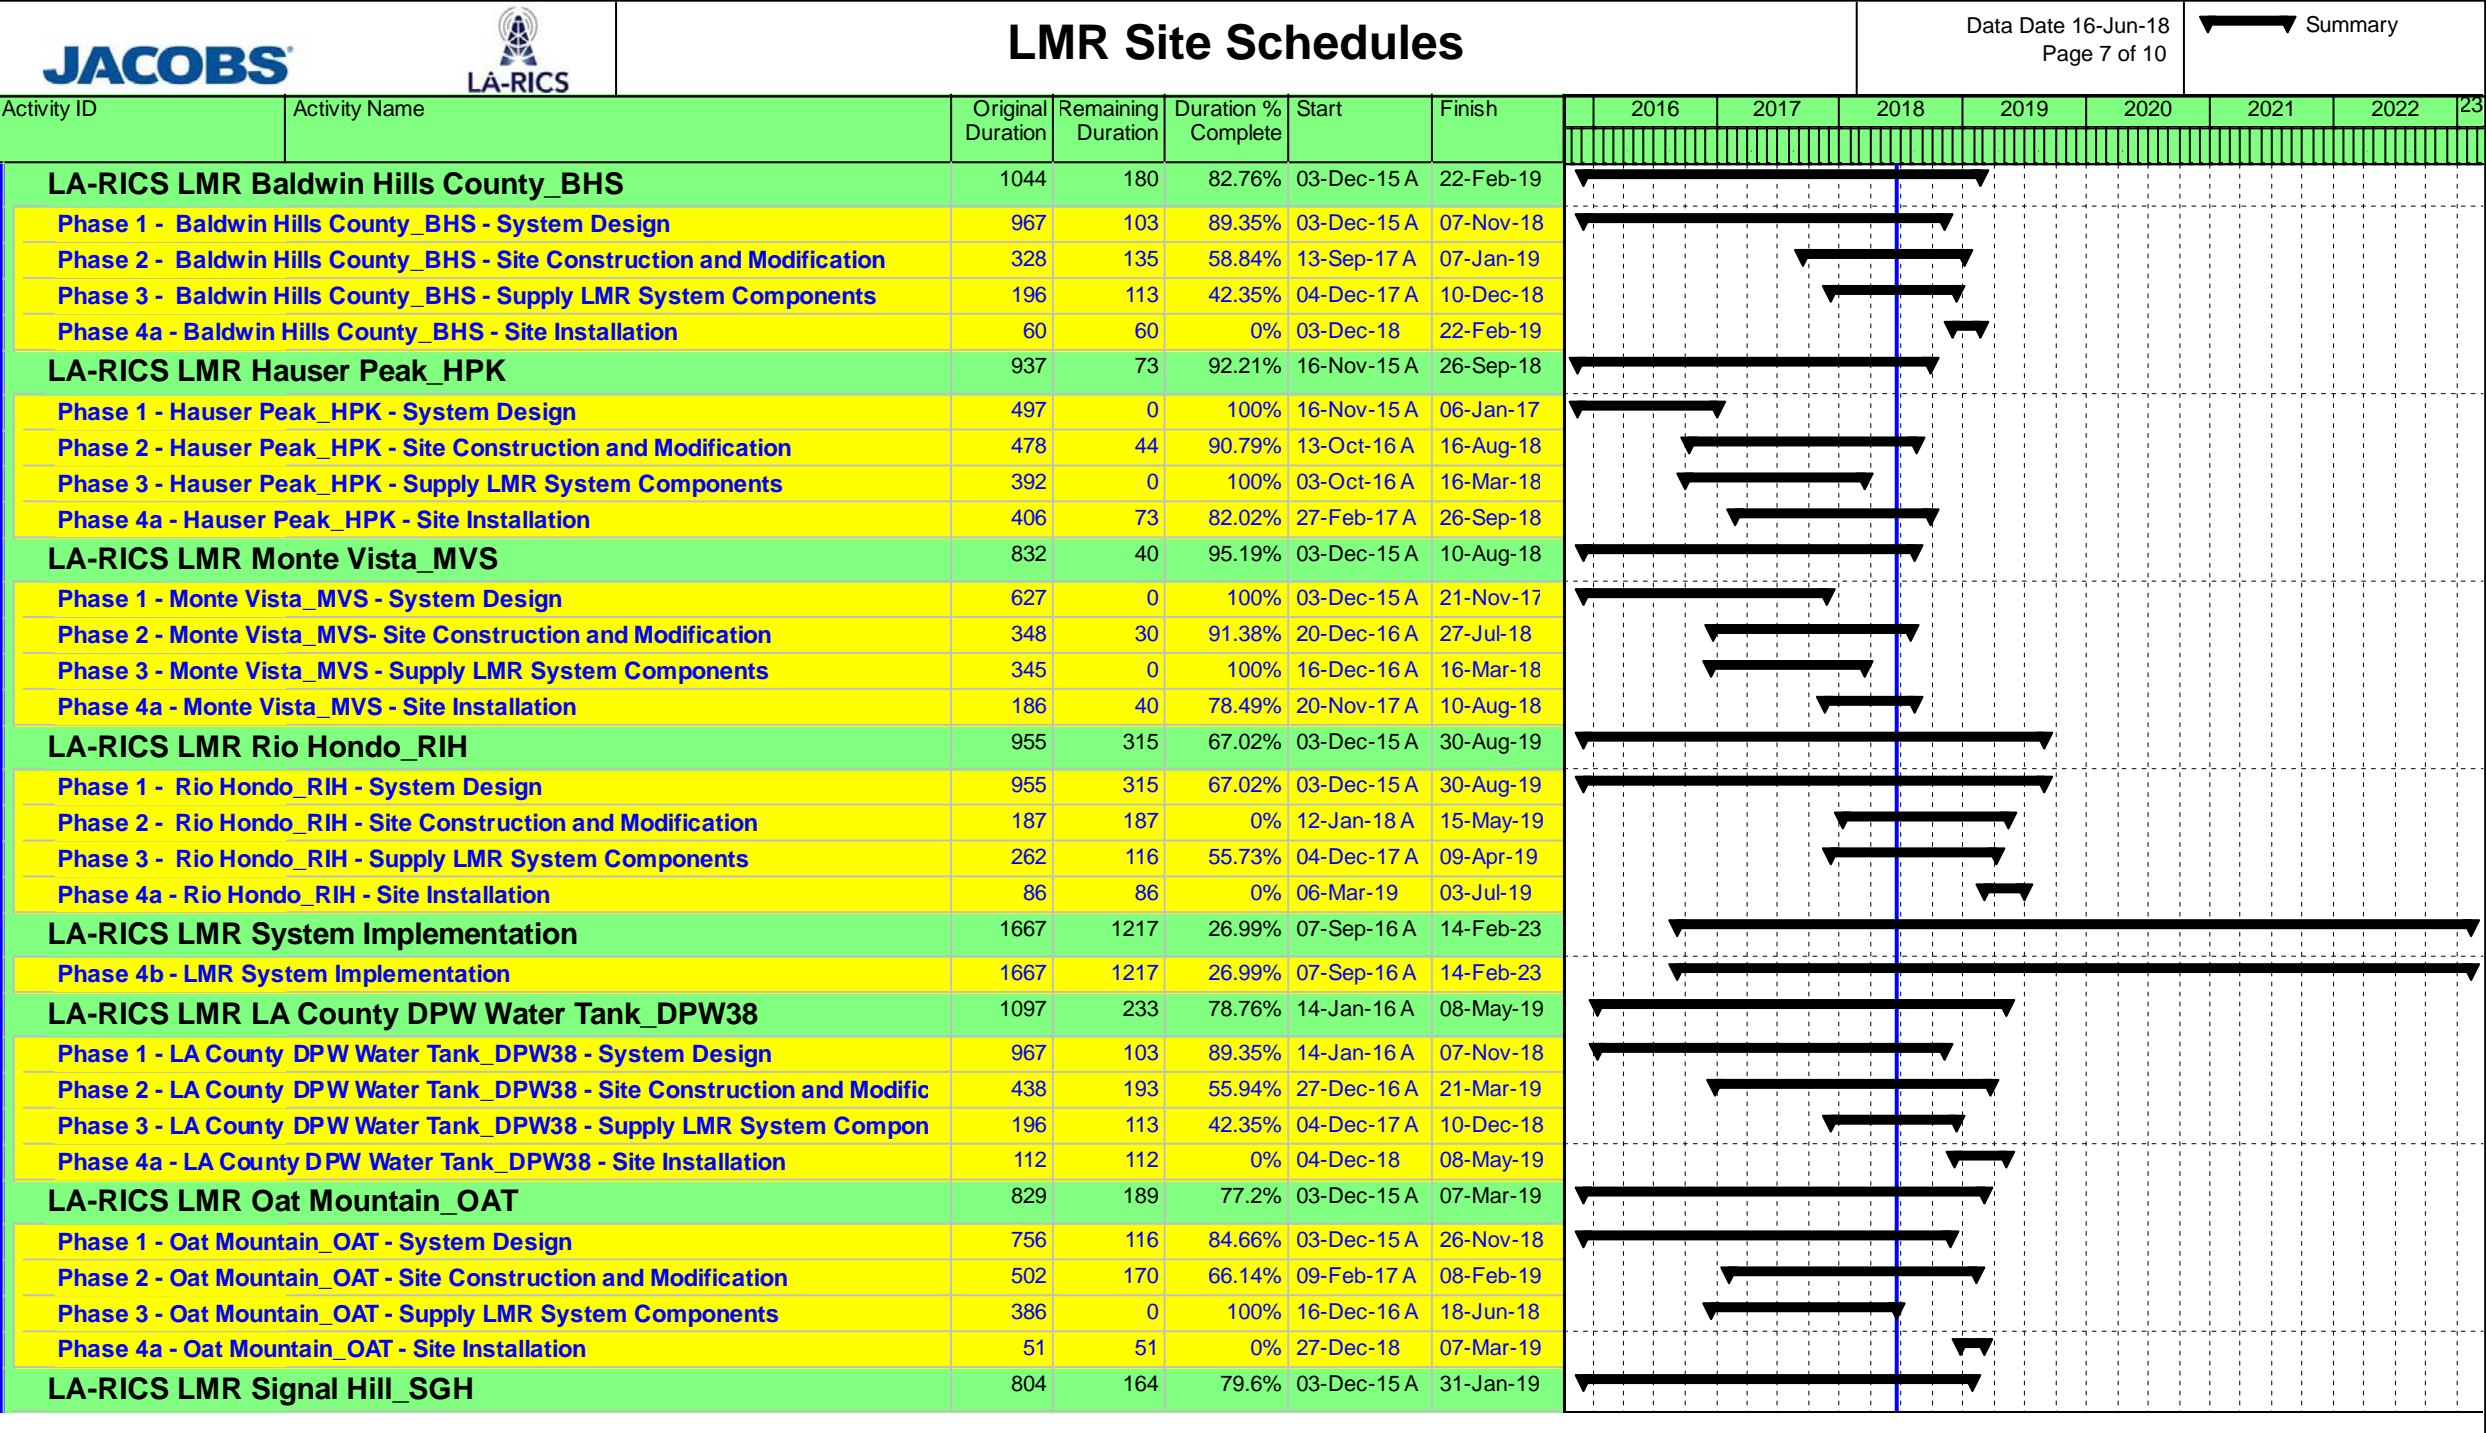 JACOBS
LA-RICS
LMR Site Schedules
Data Date 16-Jun-18
Page 7 of 10
Summary
Activity ID Activity Name Original Duration Remaining Duration Duration % Complete Start Finish 2016 2017 2018 2019 2020 2021 2022 23
LA-RICS LMR Baldwin Hills County_BHS 1044 180 82.76% 03-Dec-15 A 22-Feb-19
Phase 1 - Baldwin Hills County_BHS - System Design 967 103 89.35% 03-Dec-15 A 07-Nov-18
Phase 2 - Baldwin Hills County_BHS - Site Construction and Modification 328 135 58.84% 13-Sep-17 A 07-Jan-19
Phase 3 - Baldwin Hills County_BHS - Supply LMR System Components 196 113 42.35% 04-Dec-17 A 10-Dec-18
Phase 4a - Baldwin Hills County_BHS - Site Installation 60 60 0% 03-Dec-18 22-Feb-19
LA-RICS LMR Hauser Peak_HPK 937 73 92.21% 16-Nov-15 A 26-Sep-18
Phase 1 - Hauser Peak_HPK - System Design 497 0 100% 16-Nov-15 A 06-Jan-17
Phase 2 - Hauser Peak_HPK - Site Construction and Modification 478 44 90.79% 13-Oct-16 A 16-Aug-18
Phase 3 - Hauser Peak_HPK - Supply LMR System Components 392 0 100% 03-Oct-16 A 16-Mar-18
Phase 4a - Hauser Peak_HPK - Site Installation 406 73 82.02% 27-Feb-17 A 26-Sep-18
LA-RICS LMR Monte Vista_MVS 832 40 95.19% 03-Dec-15 A 10-Aug-18
Phase 1 - Monte Vista_MVS - System Design 627 0 100% 03-Dec-15 A 21-Nov-17
Phase 2 - Monte Vista_MVS- Site Construction and Modification 348 30 91.38% 20-Dec-16 A 27-Jul-18
Phase 3 - Monte Vista_MVS - Supply LMR System Components 345 0 100% 16-Dec-16 A 16-Mar-18
Phase 4a - Monte Vista_MVS - Site Installation 186 40 78.49% 20-Nov-17 A 10-Aug-18
LA-RICS LMR Rio Hondo_RIH 955 315 67.02% 03-Dec-15 A 30-Aug-19
Phase 1 - Rio Hondo_RIH - System Design 955 315 67.02% 03-Dec-15 A 30-Aug-19
Phase 2 - Rio Hondo_RIH - Site Construction and Modification 187 187 0% 12-Jan-18 A 15-May-19
Phase 3 - Rio Hondo_RIH - Supply LMR System Components 262 116 55.73% 04-Dec-17 A 09-Apr-19
Phase 4a - Rio Hondo_RIH - Site Installation 86 86 0% 06-Mar-19 03-Jul-19
LA-RICS LMR System Implementation 1667 1217 26.99% 07-Sep-16 A 14-Feb-23
Phase 4b - LMR System Implementation 1667 1217 26.99% 07-Sep-16 A 14-Feb-23
LA-RICS LMR LA County DPW Water Tank_DPW38 1097 233 78.76% 14-Jan-16 A 08-May-19
Phase 1 - LA County DPW Water Tank_DPW38 - System Design 967 103 89.35% 14-Jan-16 A 07-Nov-18
Phase 2 - LA County DPW Water Tank_DPW38 - Site Construction and Modific 438 193 55.94% 27-Dec-16 A 21-Mar-19
Phase 3 - LA County DPW Water Tank_DPW38 - Supply LMR System Compon 196 113 42.35% 04-Dec-17 A 10-Dec-18
Phase 4a - LA County DPW Water Tank_DPW38 - Site Installation 112 112 0% 04-Dec-18 08-May-19
LA-RICS LMR Oat Mountain_OAT 829 189 77.2% 03-Dec-15 A 07-Mar-19
Phase 1 - Oat Mountain_OAT - System Design 756 116 84.66% 03-Dec-15 A 26-Nov-18
Phase 2 - Oat Mountain_OAT - Site Construction and Modification 502 170 66.14% 09-Feb-17 A 08-Feb-19
Phase 3 - Oat Mountain_OAT - Supply LMR System Components 386 0 100% 16-Dec-16 A 18-Jun-18
Phase 4a - Oat Mountain_OAT - Site Installation 51 51 0% 27-Dec-18 07-Mar-19
LA-RICS LMR Signal Hill_SGH 804 164 79.6% 03-Dec-15 A 31-Jan-19